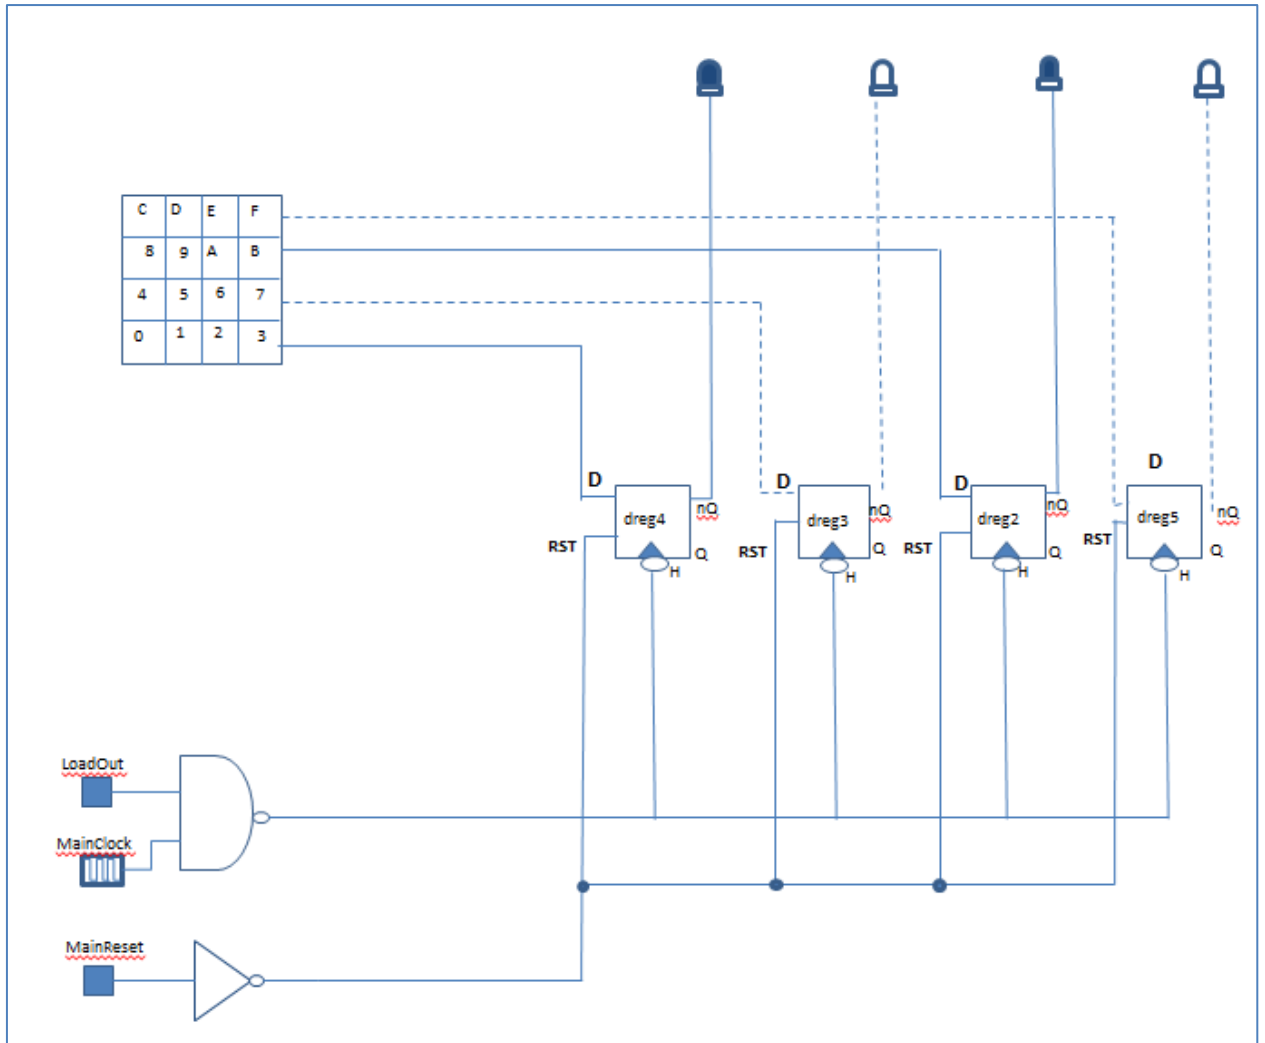 C D E F
8 9 A B
4 5 6 7
0 1 2 3
D
D
D
D
dreg4
nQ
dreg3
nQ
dreg2
nQ
dreg5
nQ
RST
Q
RST
Q
RST
Q
RST
Q
H
H
H
H
LoadOut
MainClock
MainReset